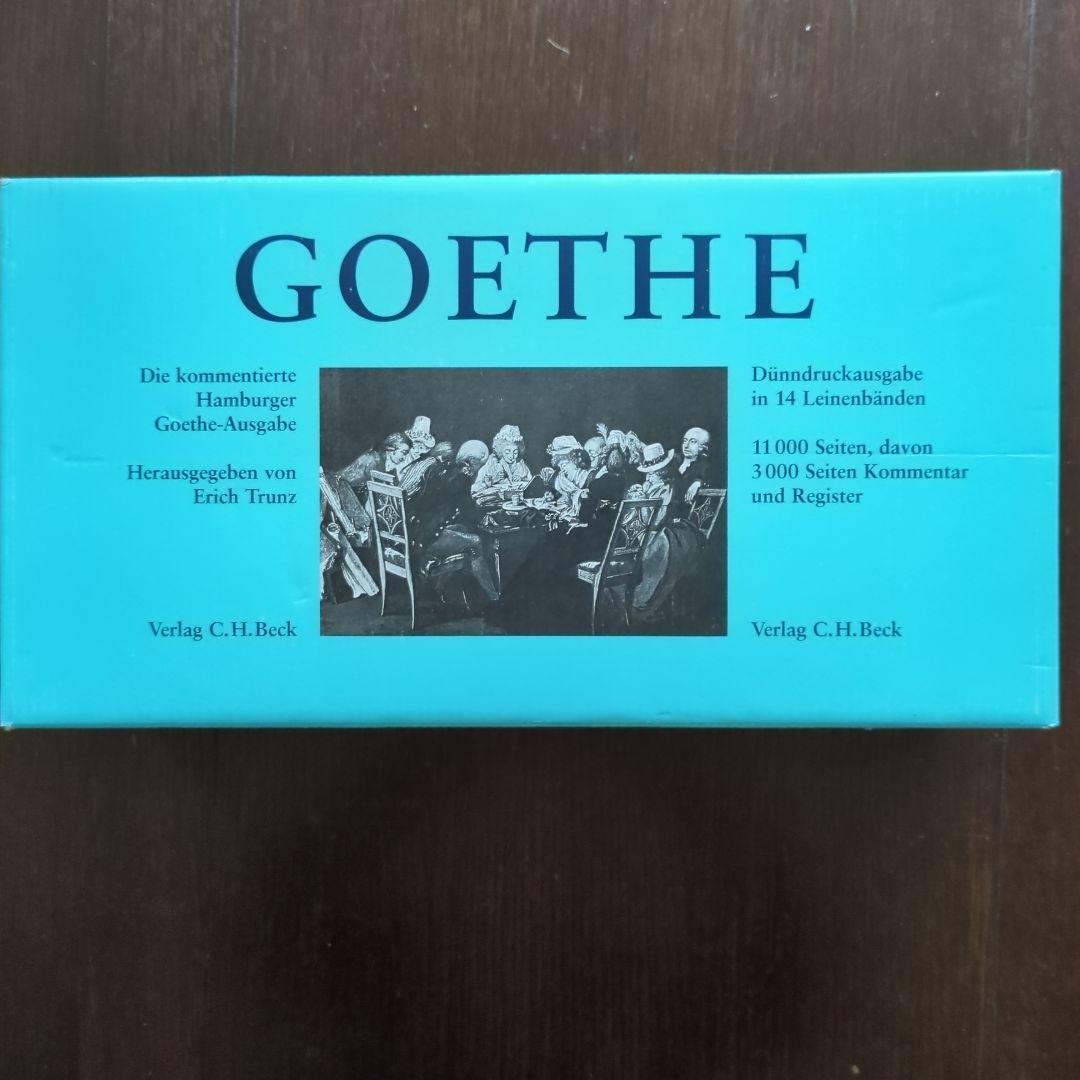 GOETHE
Die kommentierte
Hamburger
Goethe-Ausgabe
Herausgegeben von
Erich Trunz
Verlag C.H.Beck
Dünndruckausgabe
in 14 Leinenbänden
11 000 Seiten, davon
3 000 Seiten Kommentar
und Register
Verlag C.H.Beck